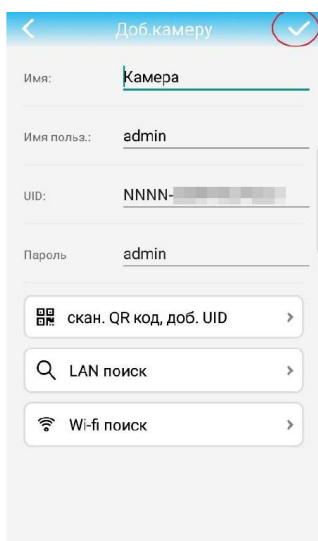 Доб.камеру
Имя: Камера
Имя польз.: admin
UID: NNNN-
Пароль admin
скан. QR код, доб. UID
LAN поиск
Wi-fi поиск